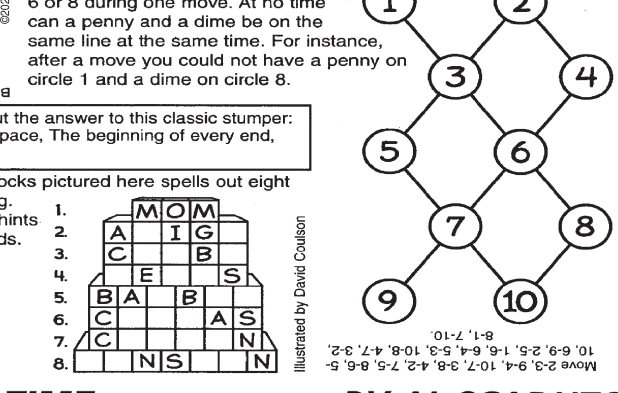 ©202
6 or 8 during one move. At no time
can a penny and a dime be on the
same line at the same time. For instance,
after a move you could not have a penny on
circle 1 and a dime on circle 8.
B
ut the answer to this classic stumper:
pace, The beginning of every end,
ocks pictured here spells out eight
g.
hints
ds.
1. M O M
2. A I G
3. C B
4. E S
5. B A B
6. C A S
7. C N
8. N S N
Illustrated by David Coulson
1 2
3 4
5 6
7 8
9 10
Move 2-3, 9-4, 10-7, 3-8, 4-2, 7-5, 8-6, 5-
10, 6-9, 2-5, 1-6, 6-4, 5-3, 10-8, 4-7, 3-2,
8-1, 7-10.